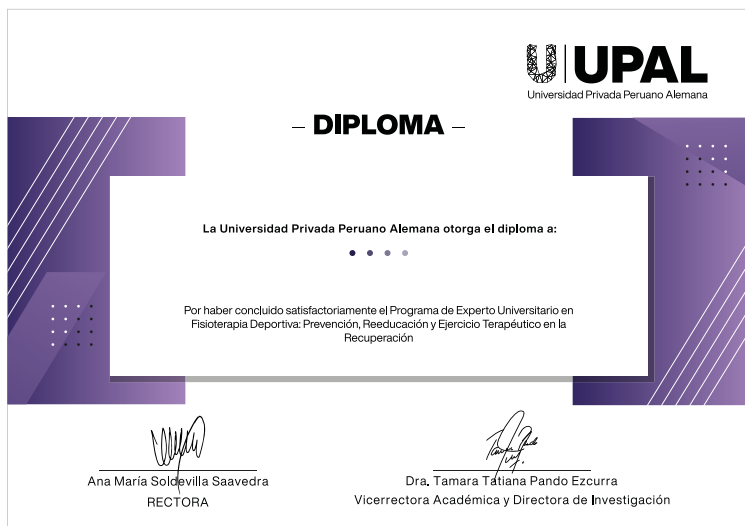 UPAL
Universidad Privada Peruano Alemana
– DIPLOMA –
La Universidad Privada Peruano Alemana otorga el diploma a:
Por haber concluido satisfactoriamente el Programa de Experto Universitario en
Fisioterapia Deportiva: Prevención, Reeducación y Ejercicio Terapéutico en la
Recuperación
Ana María Soldevilla Saavedra
RECTORA
Dra. Tamara Tatiana Pando Ezcurra
Vicerrectora Académica y Directora de Investigación